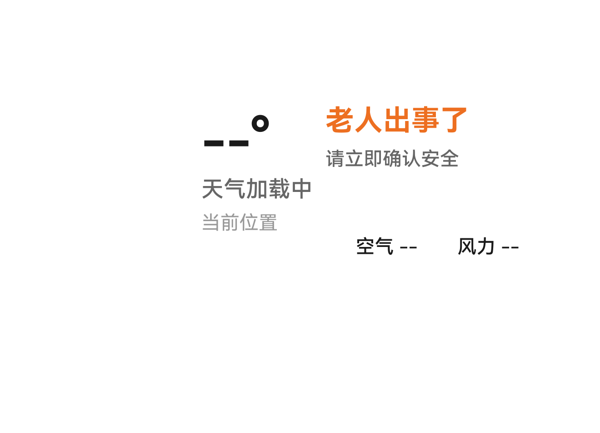 --°
老人出事了
请立即确认安全
天气加载中
当前位置
空气 --
风力 --